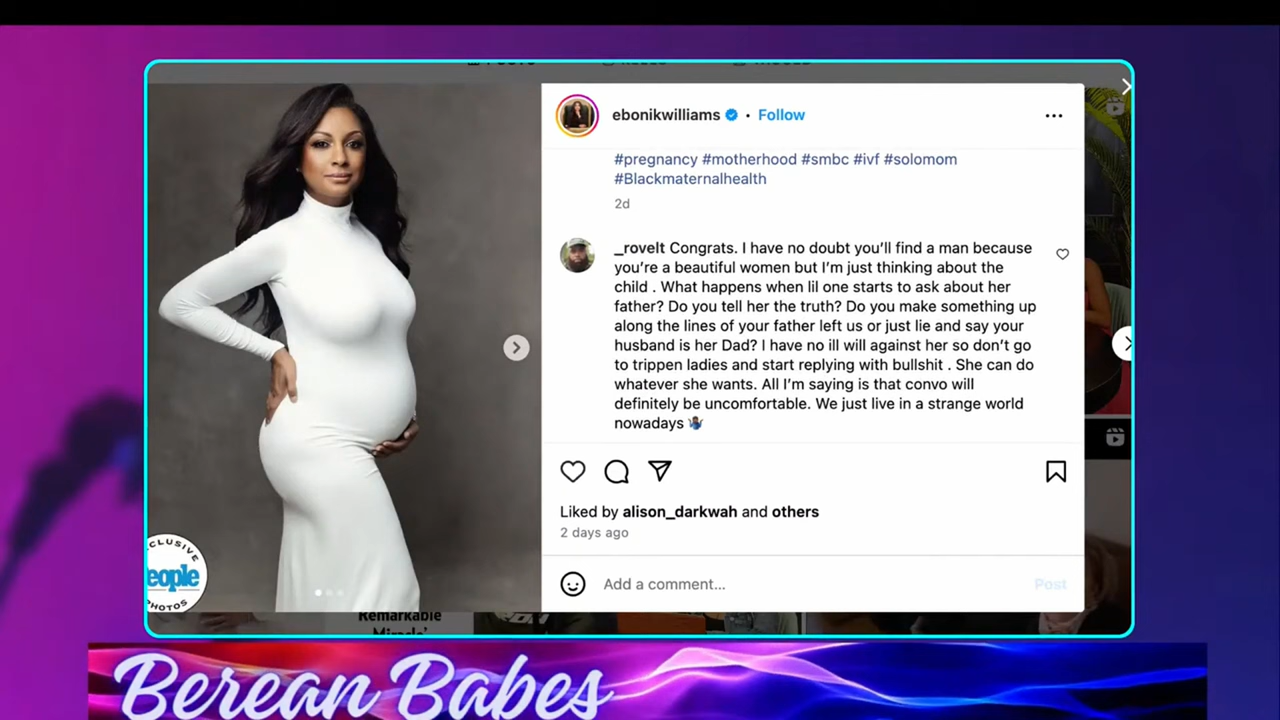 ebonikwilliams • Follow
#pregnancy #motherhood #smbc #ivf #solomom
#Blackmaternalhealth
2d
_rovelt Congrats. I have no doubt you'll find a man because
you're a beautiful women but I'm just thinking about the
child . What happens when lil one starts to ask about her
father? Do you tell her the truth? Do you make something up
along the lines of your father left us or just lie and say your
husband is her Dad? I have no ill will against her so don't go
to trippen ladies and start replying with bullshit . She can do
whatever she wants. All I'm saying is that convo will
definitely be uncomfortable. We just live in a strange world
nowadays 🤷🏾‍♂️
Liked by alison_darkwah and others
2 days ago
Add a comment...
Post
eople
PHOTOS
Remarkable
Miracle'
Berean Babes